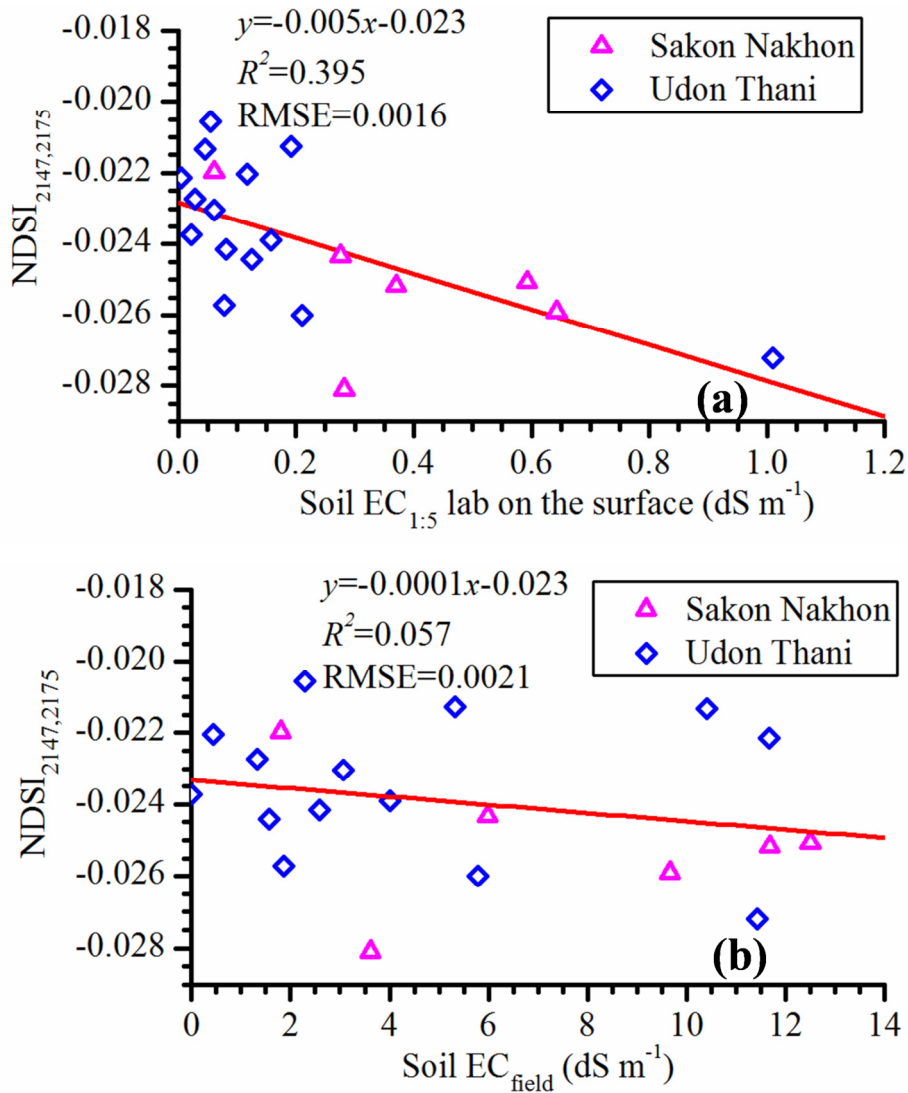 y=-0.005x-0.023
R²=0.395
RMSE=0.0016
Sakon Nakhon
Udon Thani
NDSI₂₁₄₇,₂₁₇₅
-0.018
-0.020
-0.022
-0.024
-0.026
-0.028
(a)
0.0 0.2 0.4 0.6 0.8 1.0 1.2
Soil EC₁:₅ lab on the surface (dS m⁻¹)
y=-0.0001x-0.023
R²=0.057
RMSE=0.0021
Sakon Nakhon
Udon Thani
NDSI₂₁₄₇,₂₁₇₅
-0.018
-0.020
-0.022
-0.024
-0.026
-0.028
(b)
0 2 4 6 8 10 12 14
Soil EC_field (dS m⁻¹)